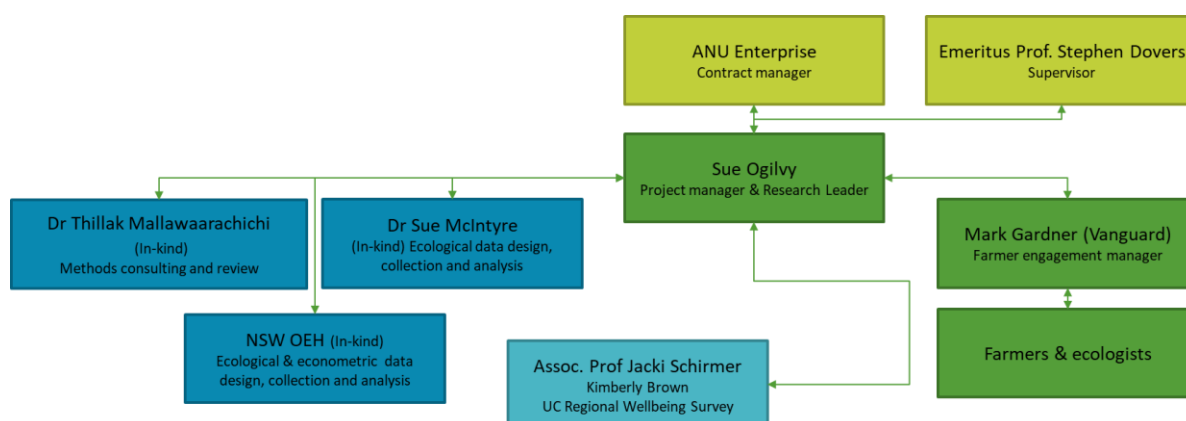 ANU Enterprise
Contract manager
Emeritus Prof. Stephen Dovers
Supervisor
Sue Ogilvy
Project manager & Research Leader
Dr Thillak Mallawaarachichi
(In-kind)
Methods consulting and review
Dr Sue McIntyre
(In-kind) Ecological data design,
collection and analysis
Mark Gardner (Vanguard)
Farmer engagement manager
NSW OEH (In-kind)
Ecological & econometric data
design, collection and analysis
Assoc. Prof Jacki Schirmer
Kimberly Brown
UC Regional Wellbeing Survey
Farmers & ecologists